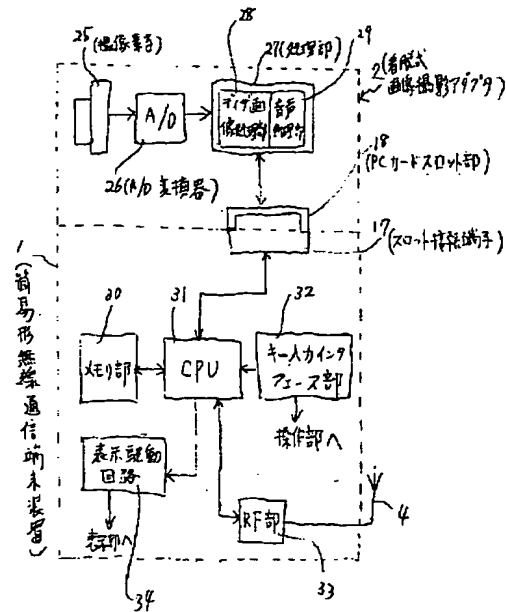 28
25
(撮像素子)
27(処理部)
29
2(着脱式
画像撮影アダプタ)
A/D
ディジ画
像処理部
音声
処理部
26(A/D変換器)
18
(PCカードスロット部)
17
(スロット接続端子)
1
(簡易形無線通信端末装置)
30
31
32
メモリ部
CPU
キー入力インタ
フェース部
操作部へ
表示駆動
回路
表示部へ
34
RF部
33
4